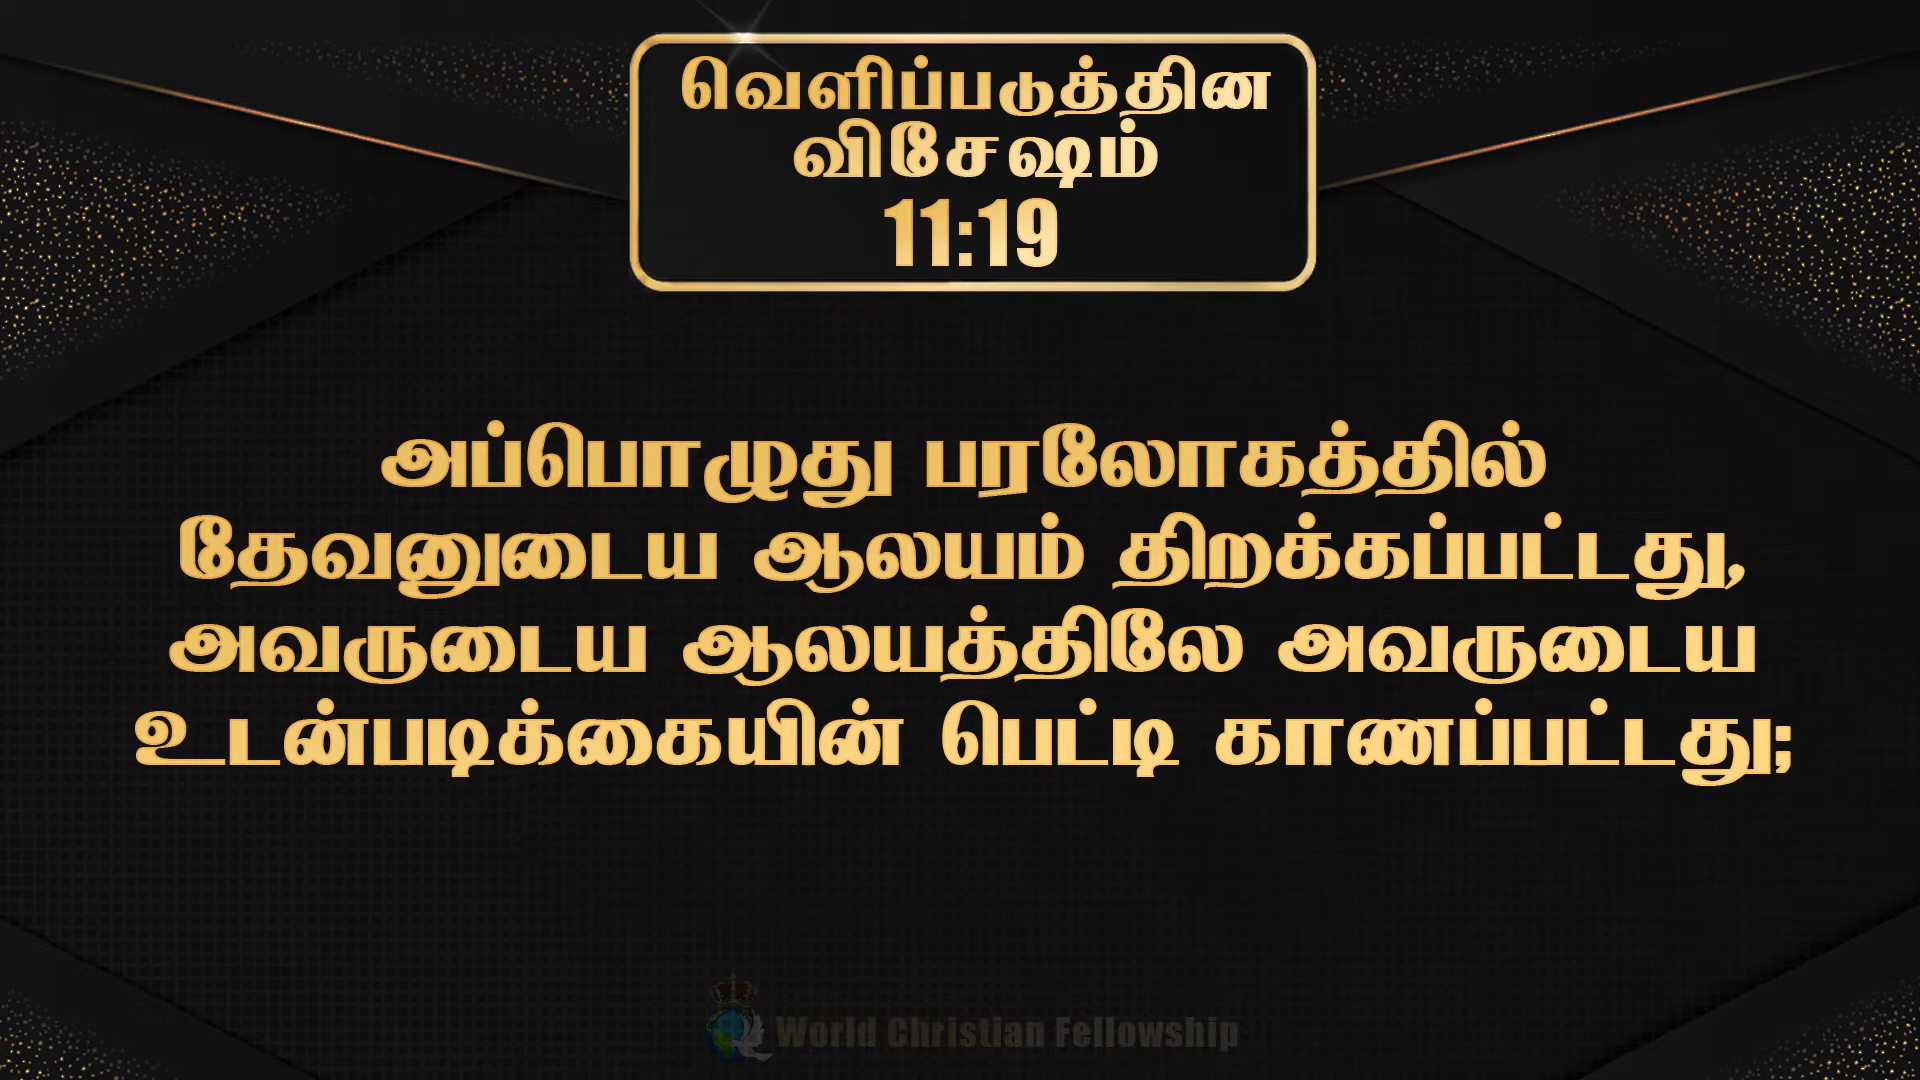 வெளிப்படுத்தின
விசேஷம்
11:19
அப்பொழுது பரலோகத்தில்
தேவனுடைய ஆலயம் திறக்கப்பட்டது,
அவருடைய ஆலயத்திலே அவருடைய
உடன்படிக்கையின் பெட்டி காணப்பட்டது;
World Christian Fellowship